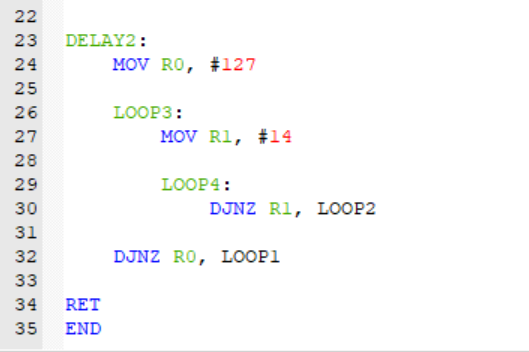 22
23 DELAY2:
24 MOV R0, #127
25
26 LOOP3:
27 MOV R1, #14
28
29 LOOP4:
30 DJNZ R1, LOOP2
31
32 DJNZ R0, LOOP1
33
34 RET
35 END